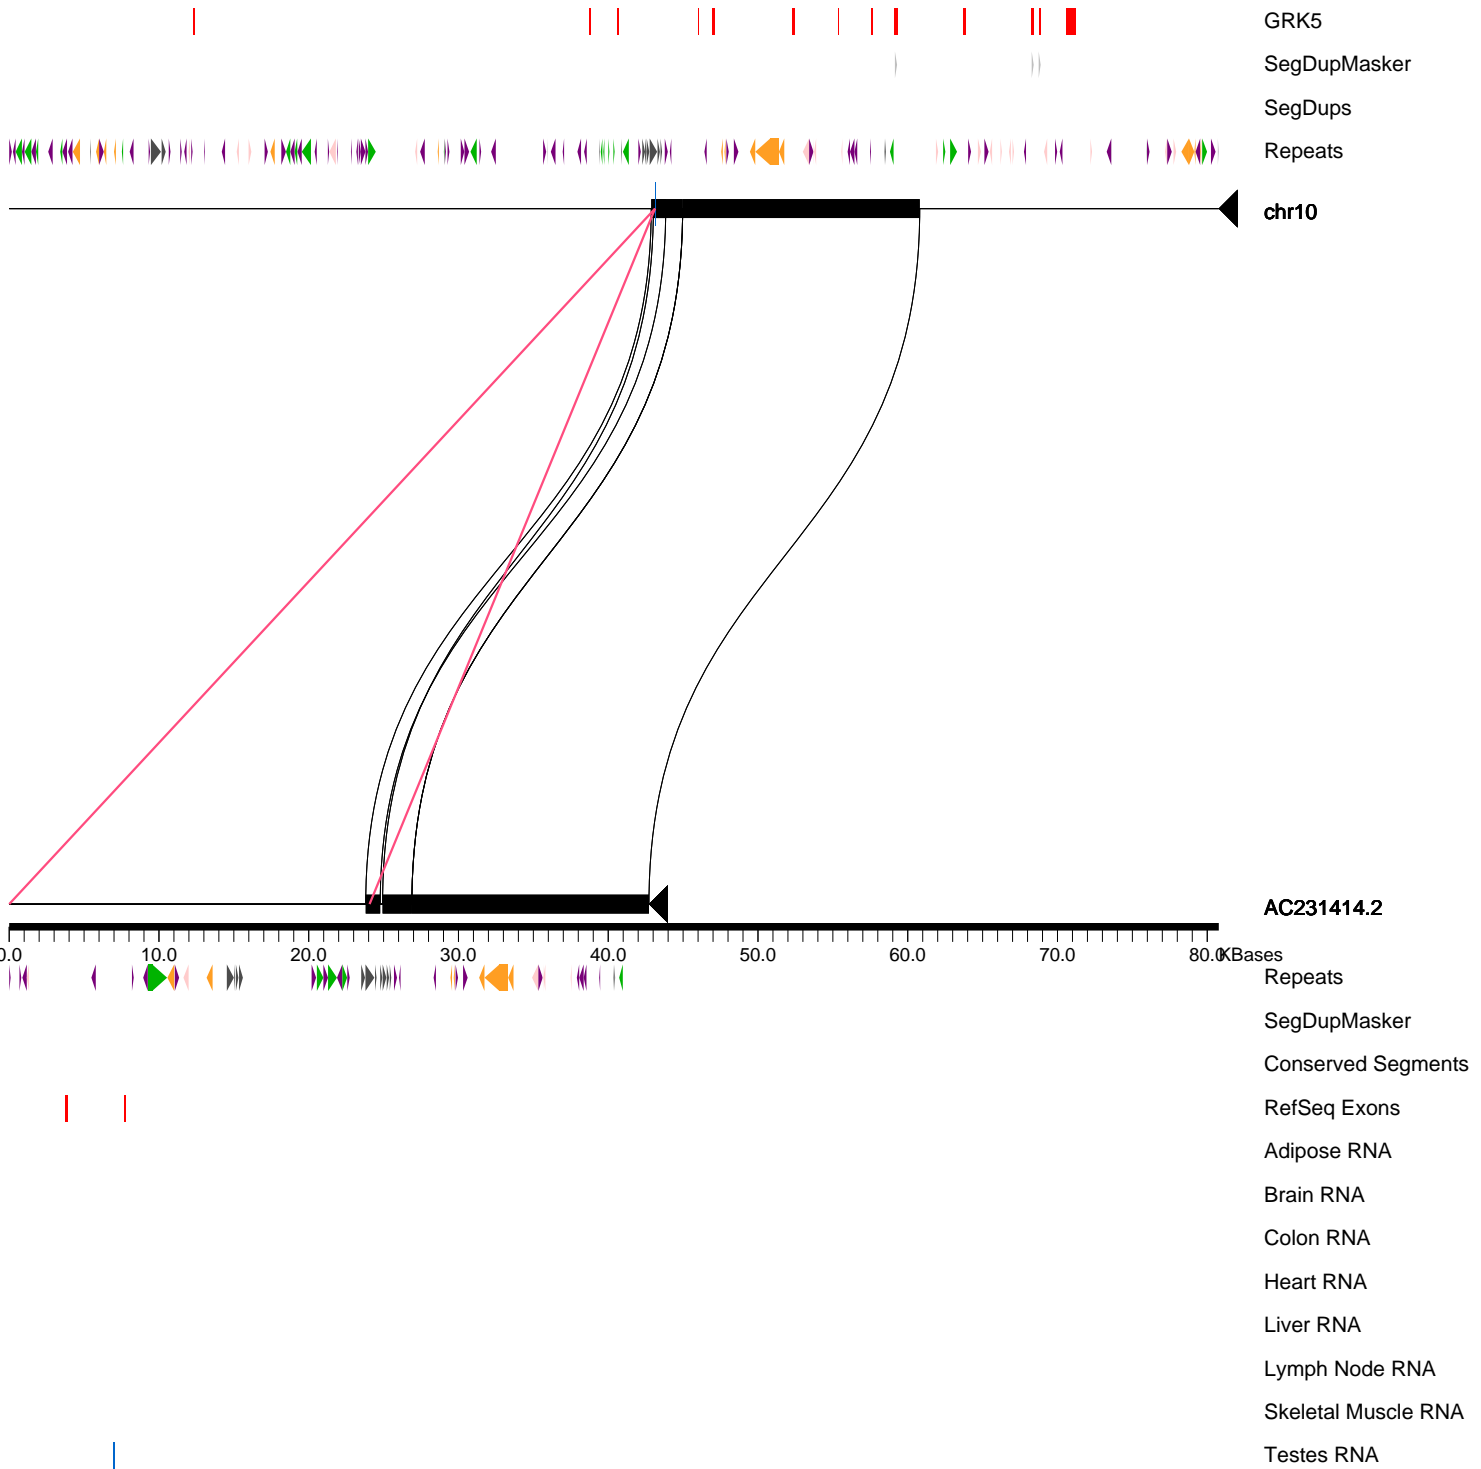 GRK5
SegDupMasker
SegDups
Repeats
chr10
AC231414.2
0.0 10.0 20.0 30.0 40.0 50.0 60.0 70.0 80.0 KBases
Repeats
SegDupMasker
Conserved Segments
RefSeq Exons
Adipose RNA
Brain RNA
Colon RNA
Heart RNA
Liver RNA
Lymph Node RNA
Skeletal Muscle RNA
Testes RNA